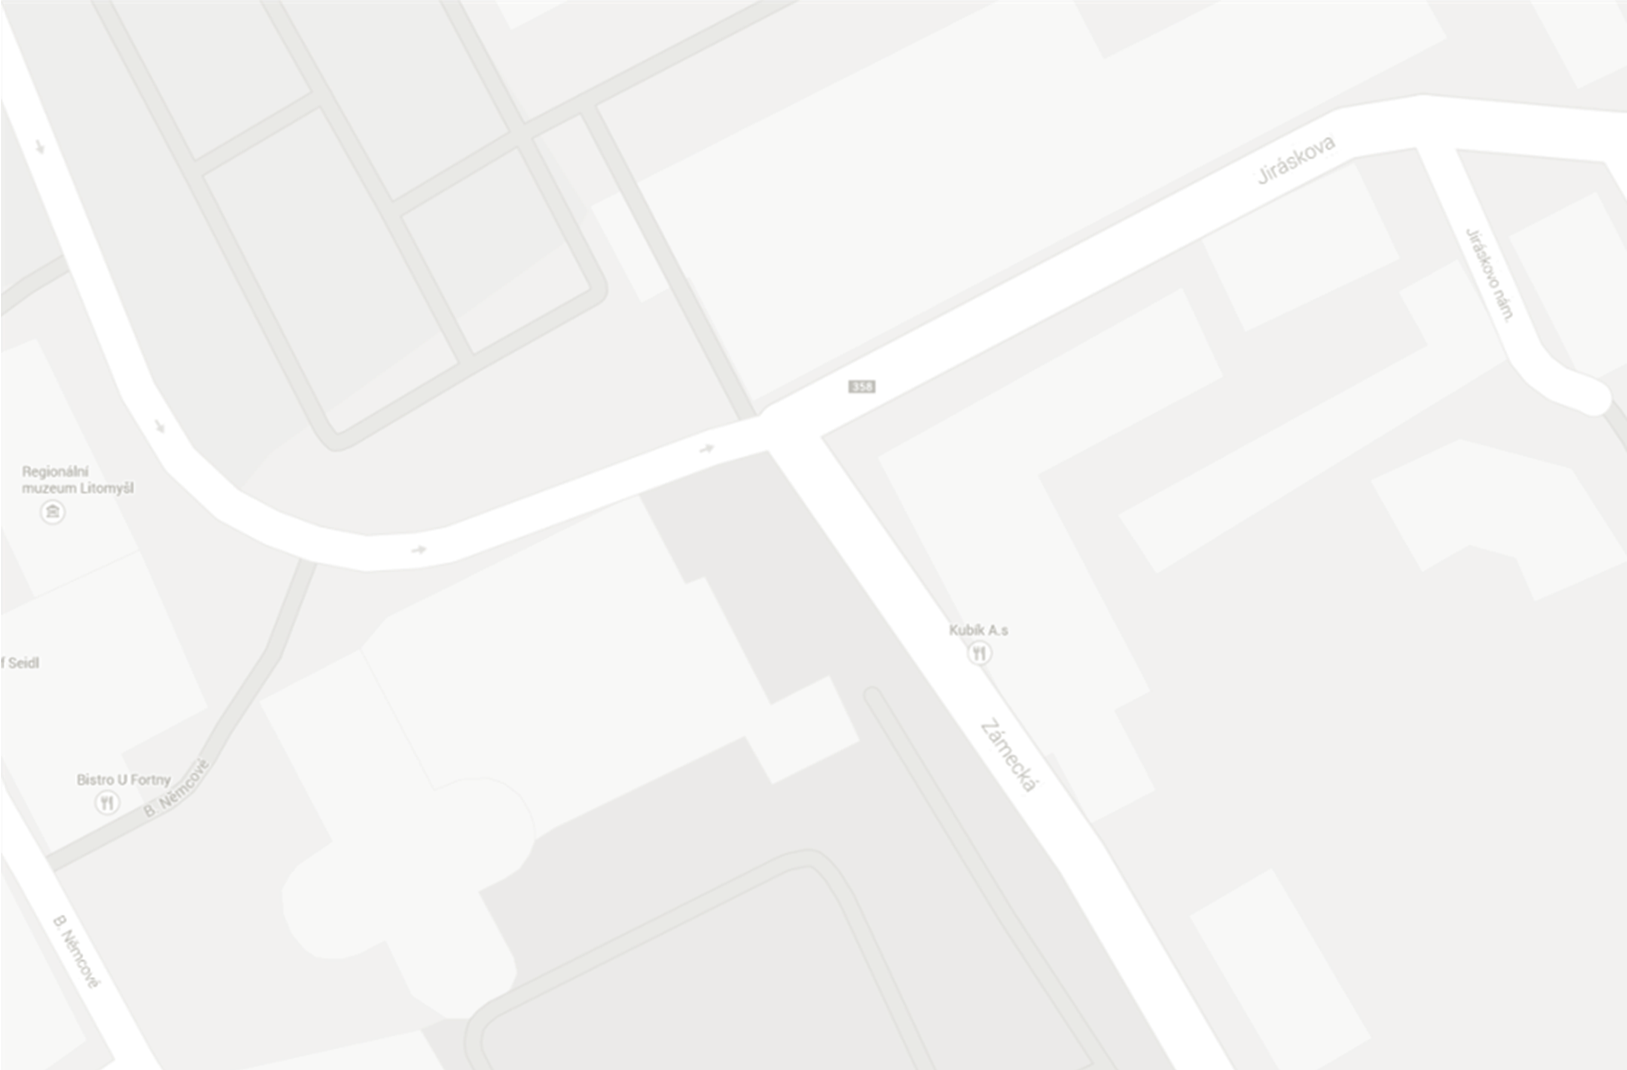 Jiráskova
Jiráskovo nám.
358
Regionální
muzeum Litomyšl
Kubík A.s
f Seidl
Zámecká
Bistro U Fortny
B. Němcové
B. Němcové